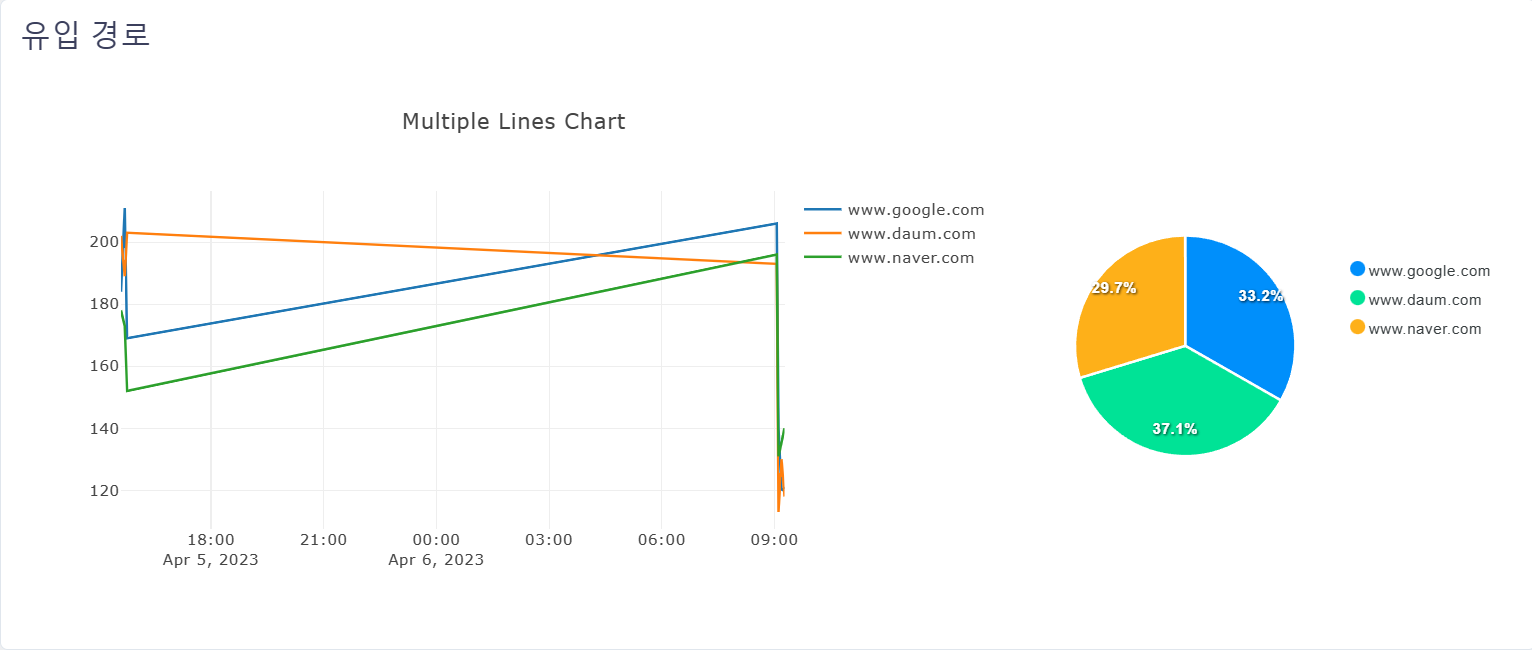 유입 경로
Multiple Lines Chart
200
180
160
140
120
18:00
Apr 5, 2023
21:00
00:00
Apr 6, 2023
03:00
06:00
09:00
www.google.com
www.daum.com
www.naver.com
29.7%
33.2%
37.1%
www.google.com
www.daum.com
www.naver.com